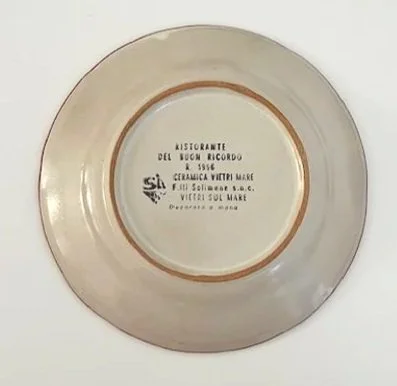 RISTORANTE
DEL BUON RICORDO
R. 1956
CERAMICA VIETRI MARE
F.lli Solimene s.n.c.
VIETRI SUL MARE
Decorato a mano